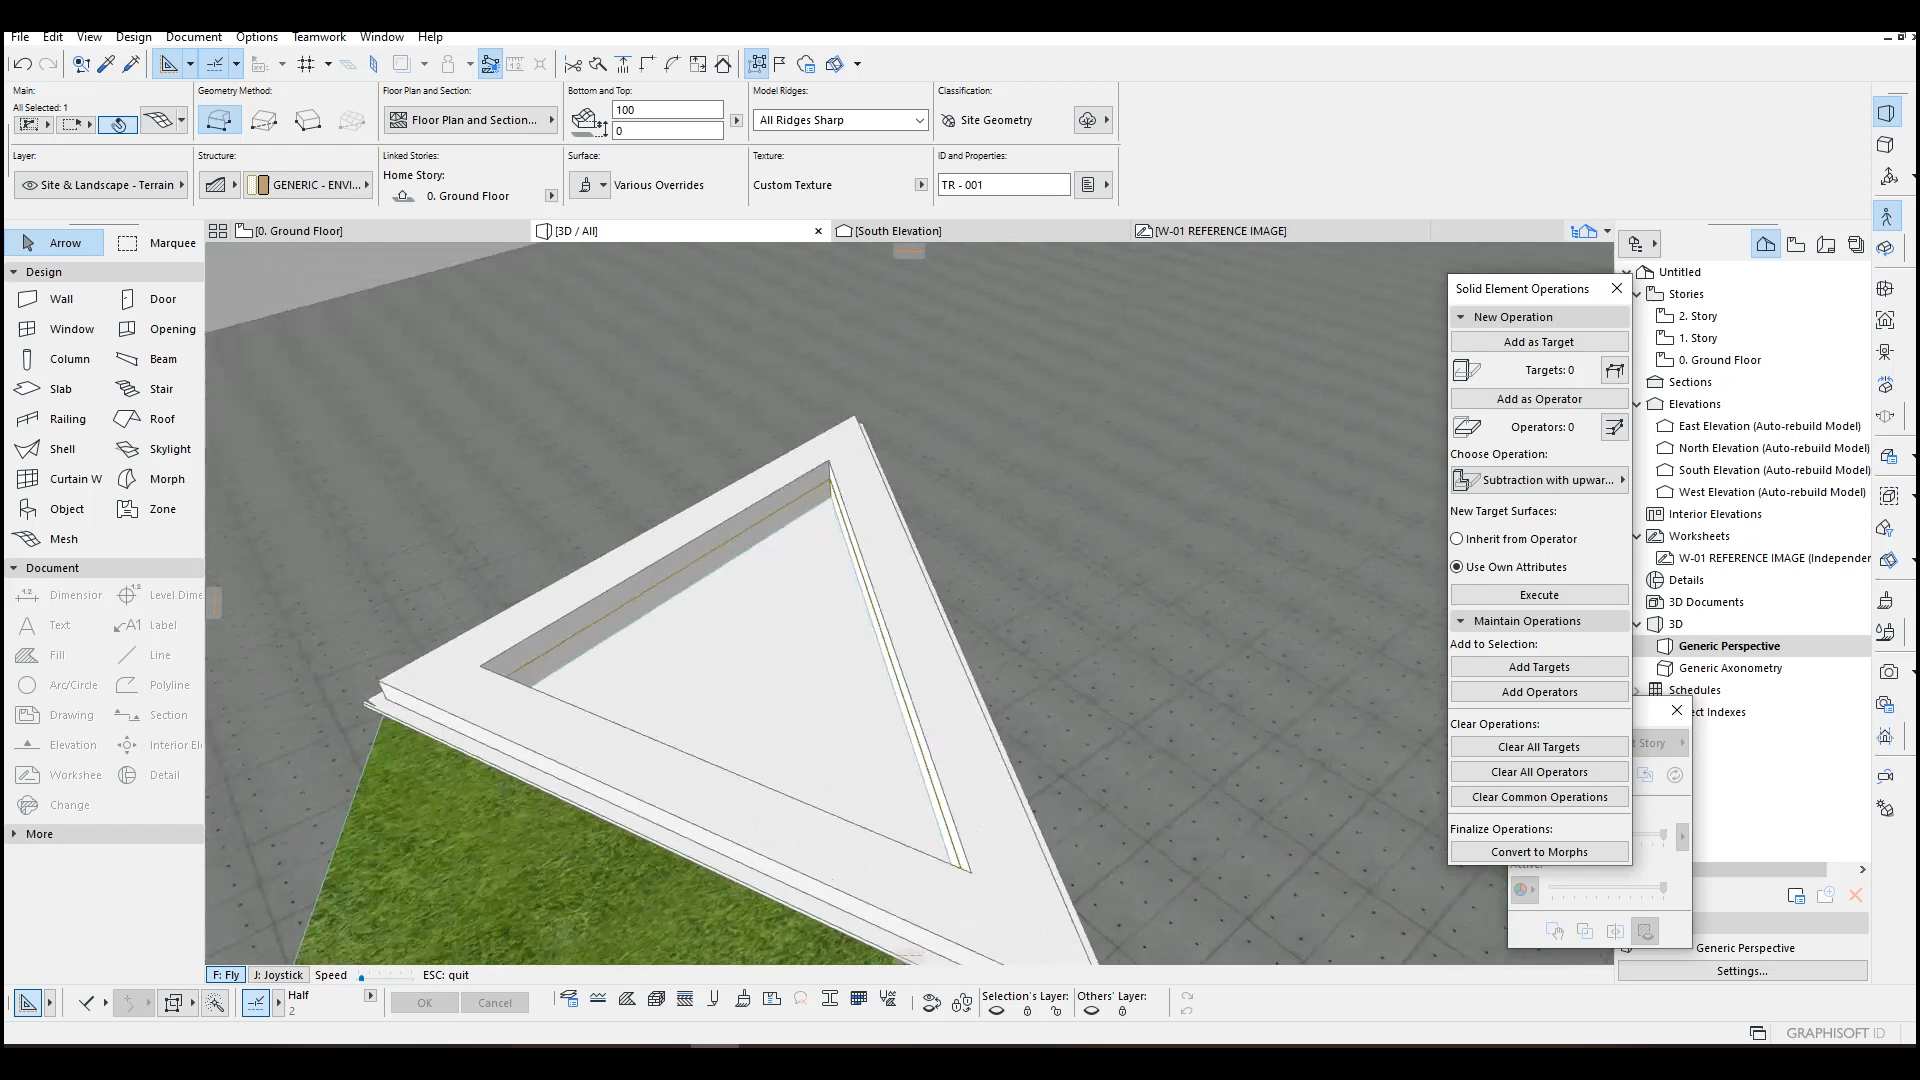 File Edit View Design Document Options Teamwork Window Help
Main:
All Selected: 1
Geometry Method:
Floor Plan and Section:
Floor Plan and Section...
Bottom and Top:
100
0
Model Ridges:
All Ridges Sharp
Classification:
Site Geometry
Layer:
Site & Landscape - Terrain
Structure:
GENERIC - ENVI...
Linked Stories:
Home Story:
0. Ground Floor
Surface:
Various Overrides
Texture:
Custom Texture
ID and Properties:
TR - 001
Arrow
Marquee
[0. Ground Floor]
[3D / All]
[South Elevation]
[W-01 REFERENCE IMAGE]
Design
Wall
Door
Window
Opening
Column
Beam
Slab
Stair
Railing
Roof
Shell
Skylight
Curtain W
Morph
Object
Zone
Mesh
Document
Dimension
Level Dime
Text
Label
Fill
Line
Arc/Circle
Polyline
Drawing
Section
Elevation
Interior El
Workshee
Detail
Change
More
Solid Element Operations
New Operation
Add as Target
Targets: 0
Add as Operator
Operators: 0
Choose Operation:
Subtraction with upwar...
New Target Surfaces:
Inherit from Operator
Use Own Attributes
Execute
Maintain Operations
Add to Selection:
Add Targets
Add Operators
Clear Operations:
Clear All Targets
Clear All Operators
Clear Common Operations
Finalize Operations:
Convert to Morphs
Untitled
Stories
2. Story
1. Story
0. Ground Floor
Sections
Elevations
East Elevation (Auto-rebuild Model)
North Elevation (Auto-rebuild Model)
South Elevation (Auto-rebuild Model)
West Elevation (Auto-rebuild Model)
Interior Elevations
Worksheets
W-01 REFERENCE IMAGE (Independer
Details
3D Documents
3D
Generic Perspective
Generic Axonometry
Schedules
ect Indexes
t Story
Generic Perspective
Settings...
F: Fly
J: Joystick
Speed
ESC: quit
Half
2
OK
Cancel
Selection's Layer:
Others' Layer:
GRAPHISOFT ID